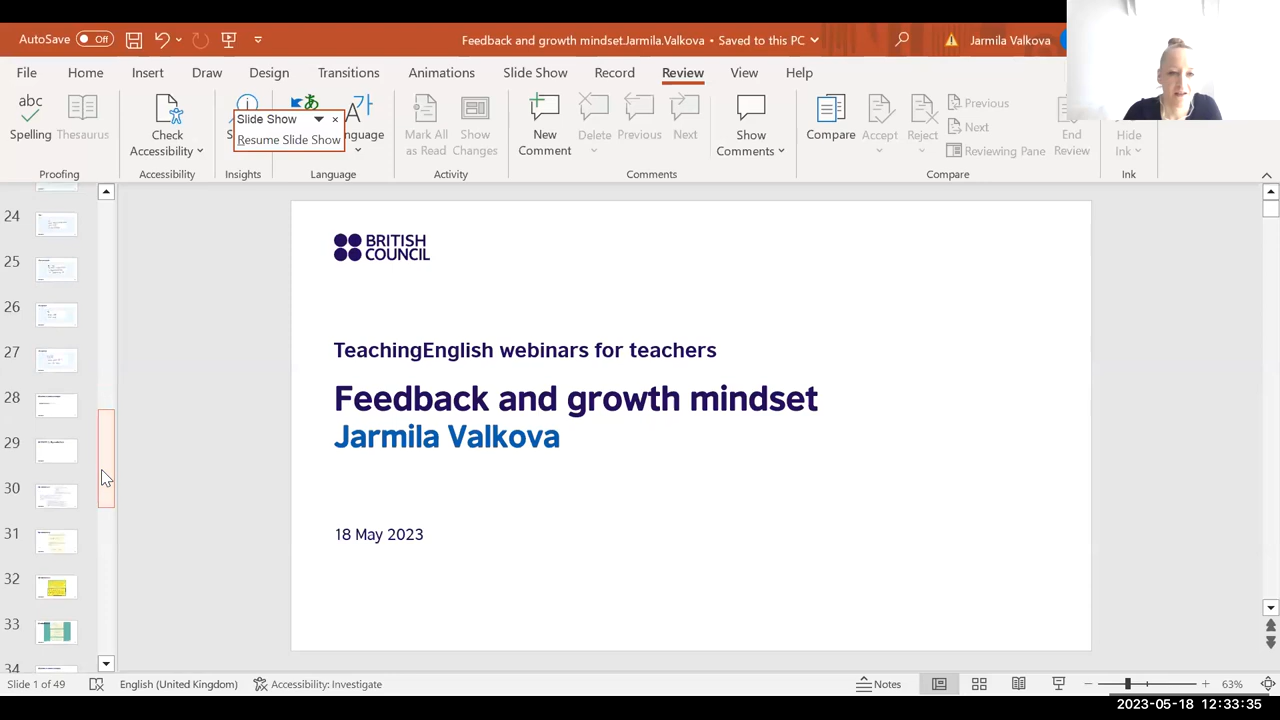 AutoSave Off
Feedback and growth mindset.Jarmila.Valkova • Saved to this PC
Jarmila Valkova
File Home Insert Draw Design Transitions Animations Slide Show Record Review View Help
Spelling
Thesaurus
Check
Accessibility
Slide Show
Resume Slide Show
Mark All
as Read
Show
Changes
New
Comment
Delete
Previous
Next
Show
Comments
Compare
Accept
Reject
Previous
Next
Reviewing Pane
End
Review
Hide
Ink
Proofing Accessibility Insights Language Activity Comments Compare Ink
24
25
26
27
28
29
30
31
32
33
34
BRITISH
COUNCIL
TeachingEnglish webinars for teachers
Feedback and growth mindset
Jarmila Valkova
18 May 2023
Slide 1 of 49 English (United Kingdom) Accessibility: Investigate Notes 63%
2023-05-18 12:33:35